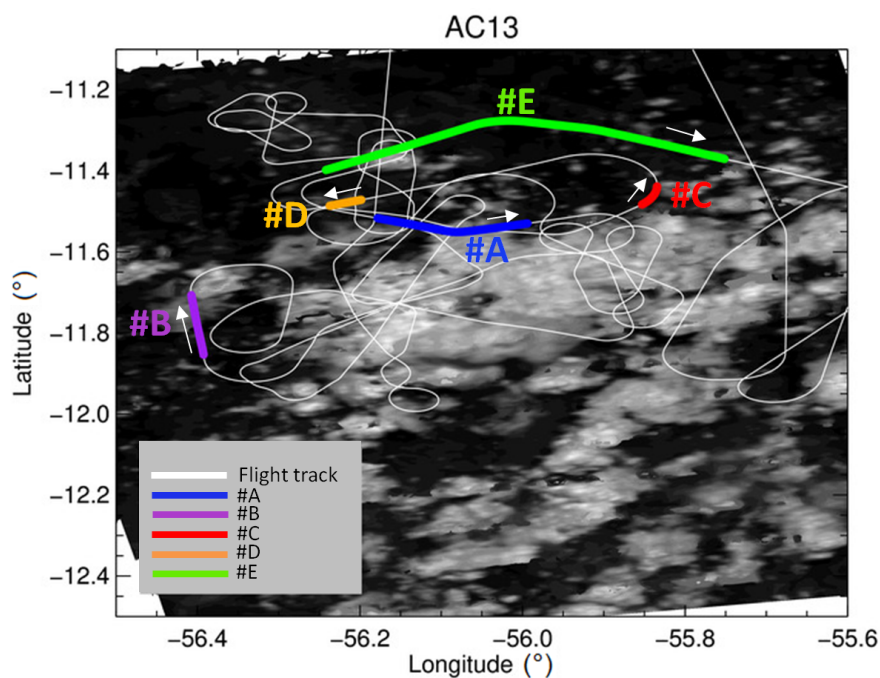 AC13
#E
#C
#D
#A
#B
−11.2
−11.4
−11.6
−11.8
−12.0
−12.2
−12.4
Latitude (°)
Flight track
#A
#B
#C
#D
#E
−56.4
−56.2
−56.0
−55.8
−55.6
Longitude (°)